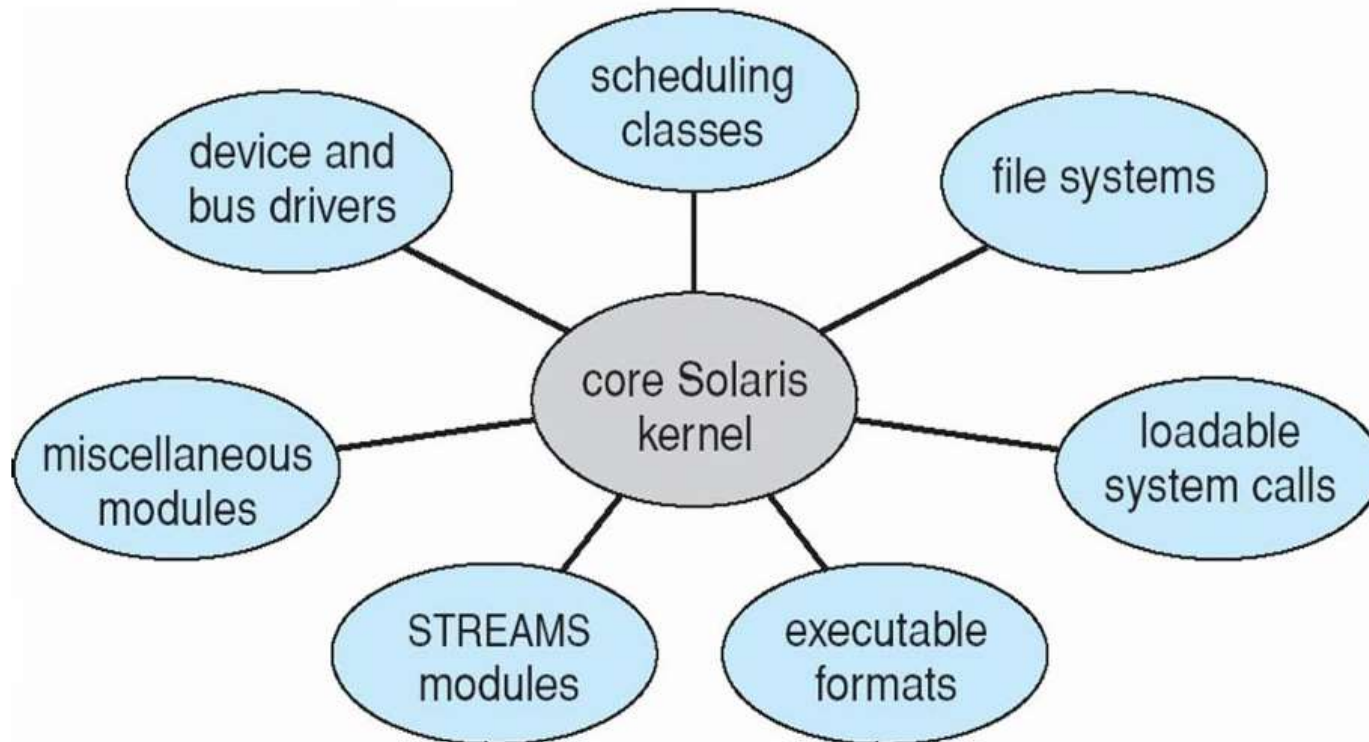 scheduling
classes
device and
bus drivers
file systems
core Solaris
kernel
miscellaneous
modules
loadable
system calls
STREAMS
modules
executable
formats